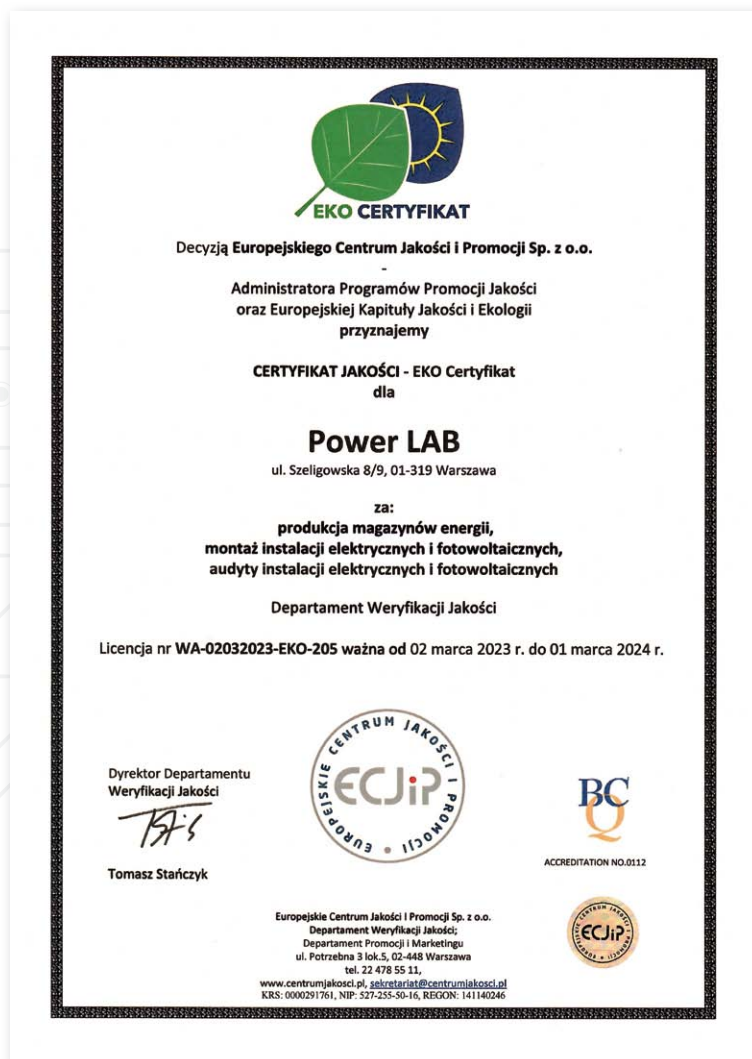 EKO CERTYFIKAT
Decyzją Europejskiego Centrum Jakości i Promocji Sp. z o.o.
-
Administratora Programów Promocji Jakości
oraz Europejskiej Kapituły Jakości i Ekologii
przyznajemy
CERTYFIKAT JAKOŚCI - EKO Certyfikat
dla
Power LAB
ul. Szeligowska 8/9, 01-319 Warszawa
za:
produkcja magazynów energii,
montaż instalacji elektrycznych i fotowoltaicznych,
audyty instalacji elektrycznych i fotowoltaicznych
Departament Weryfikacji Jakości
Licencja nr WA-02032023-EKO-205 ważna od 02 marca 2023 r. do 01 marca 2024 r.
Dyrektor Departamentu
Weryfikacji Jakości
Tomasz Stańczyk
EUROPEJSKIE CENTRUM JAKOŚCI I PROMOCJI
ECJiP
BCQ
ACCREDITATION NO.0112
Europejskie Centrum Jakości I Promocji Sp. z o.o.
Departament Weryfikacji Jakości;
Departament Promocji i Marketingu
ul. Potrzebna 3 lok.5, 02-448 Warszawa
tel. 22 478 55 11,
www.centrumjakosci.pl, sekretariat@centrumjakosci.pl
KRS: 0000291761, NIP: 527-255-50-16, REGON: 141140246
EUROPEJSKIE CENTRUM JAKOŚCI I PROMOCJI
ECJiP